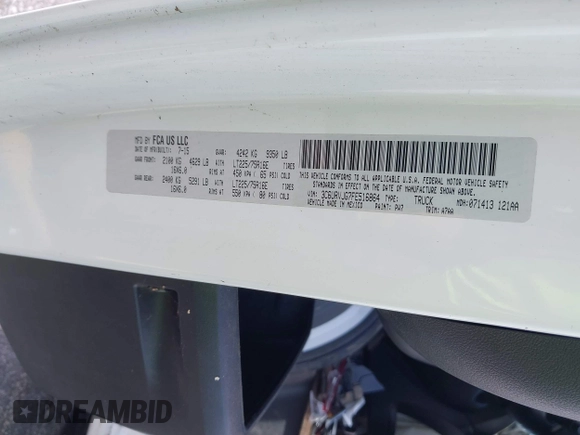 MFD BY FCA US LLC
DATE OF MFR(BUILT): 7-15
GVWR: 4242 KG 9350 LB
GAWR FRONT: 2100 KG 4629 LB WITH LT225/75R16E TIRES
16X6.0 RIMS AT 450 KPA ( 65 PSI) COLD
GAWR REAR: 2400 KG 5291 LB WITH LT225/75R16E TIRES
16X6.0 RIMS AT 550 KPA ( 80 PSI) COLD
THIS VEHICLE CONFORMS TO ALL APPLICABLE U.S.A. FEDERAL MOTOR VEHICLE SAFETY
STANDARDS IN EFFECT ON THE DATE OF MANUFACTURE SHOWN ABOVE.
VIN: 3C6URVJG7FE516864 TYPE: TRUCK MDH: 071413 121AA
VEHICLE MADE IN MEXICO PAINT: PW7 TRIM: A7AA
DREAMBID